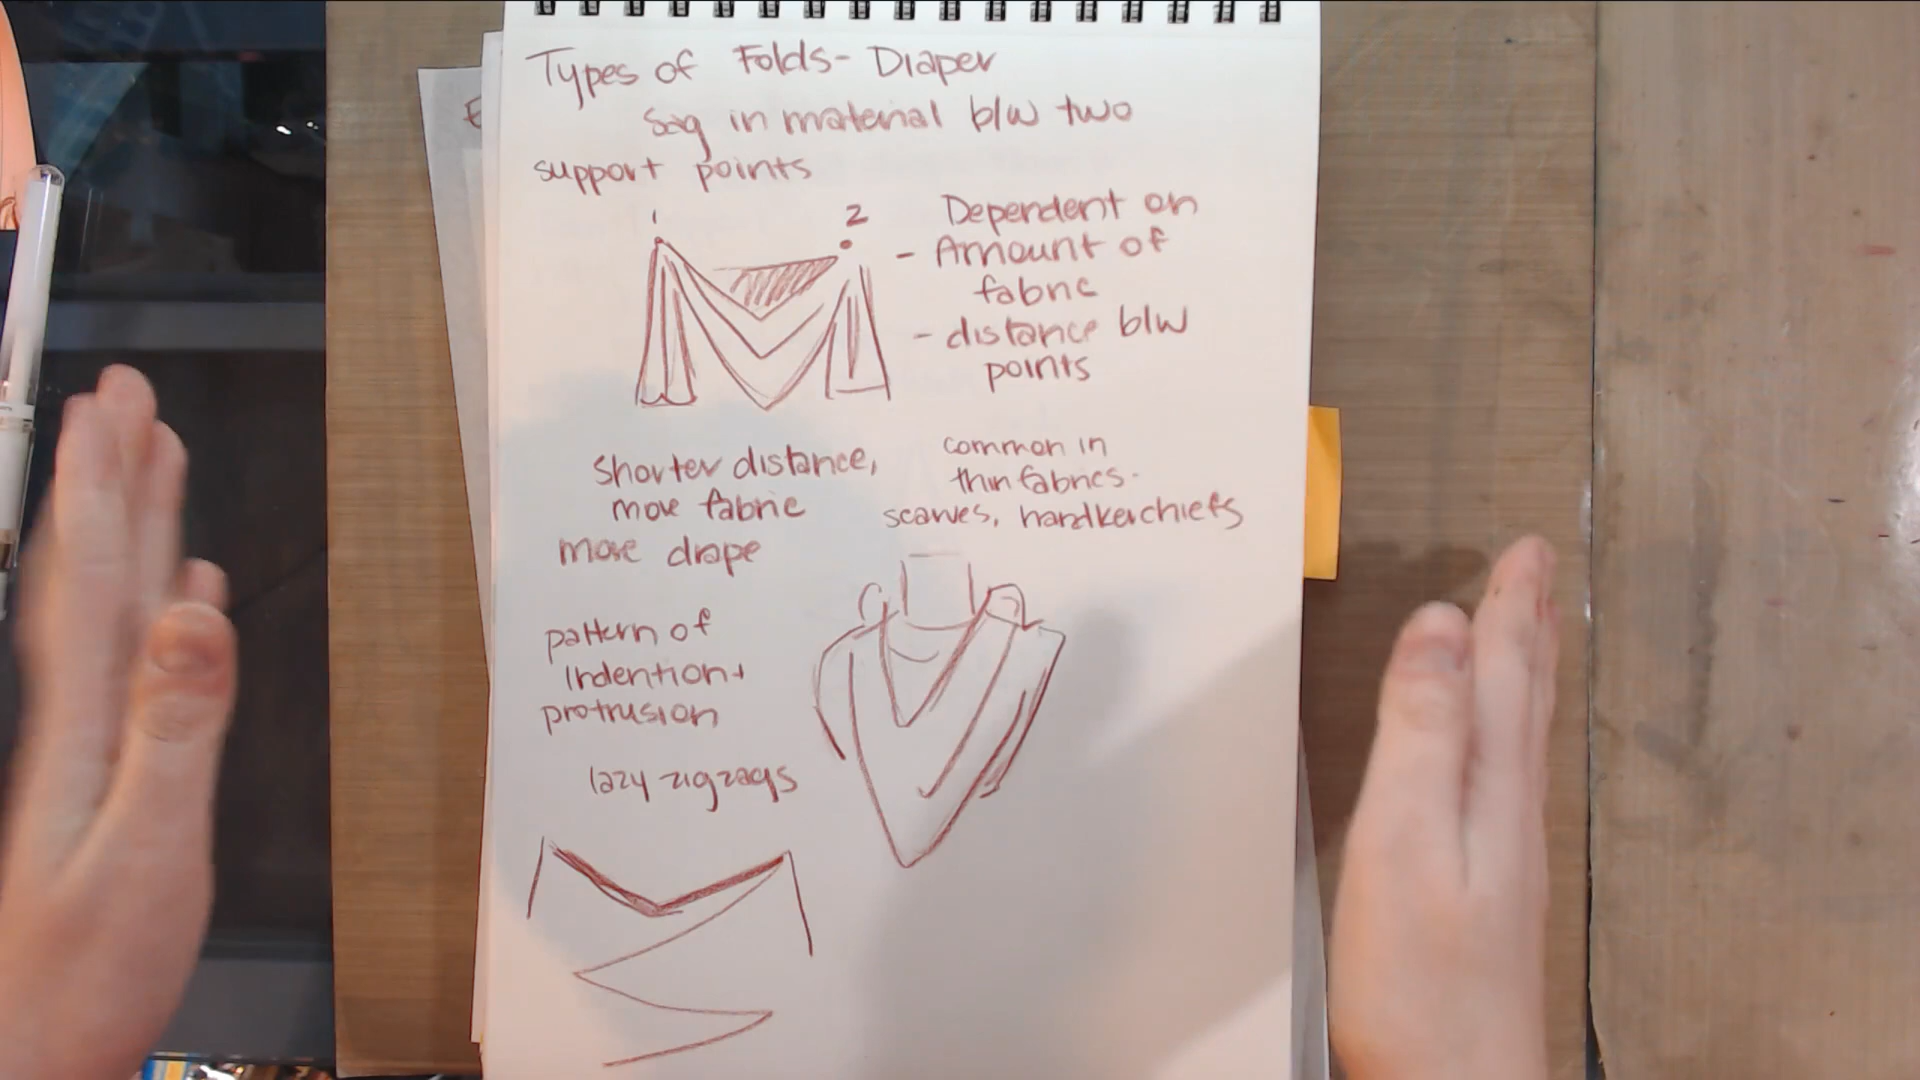 Types of Folds- Diaper
Sag in material b/w two
support points
1 2
Dependent on
- Amount of
fabric
- distance b/w
points
Shorter distance,
more fabric
more drape
common in
thin fabrics-
scarves, handkerchiefs
pattern of
indention+
protrusion
lazy zigzags
E